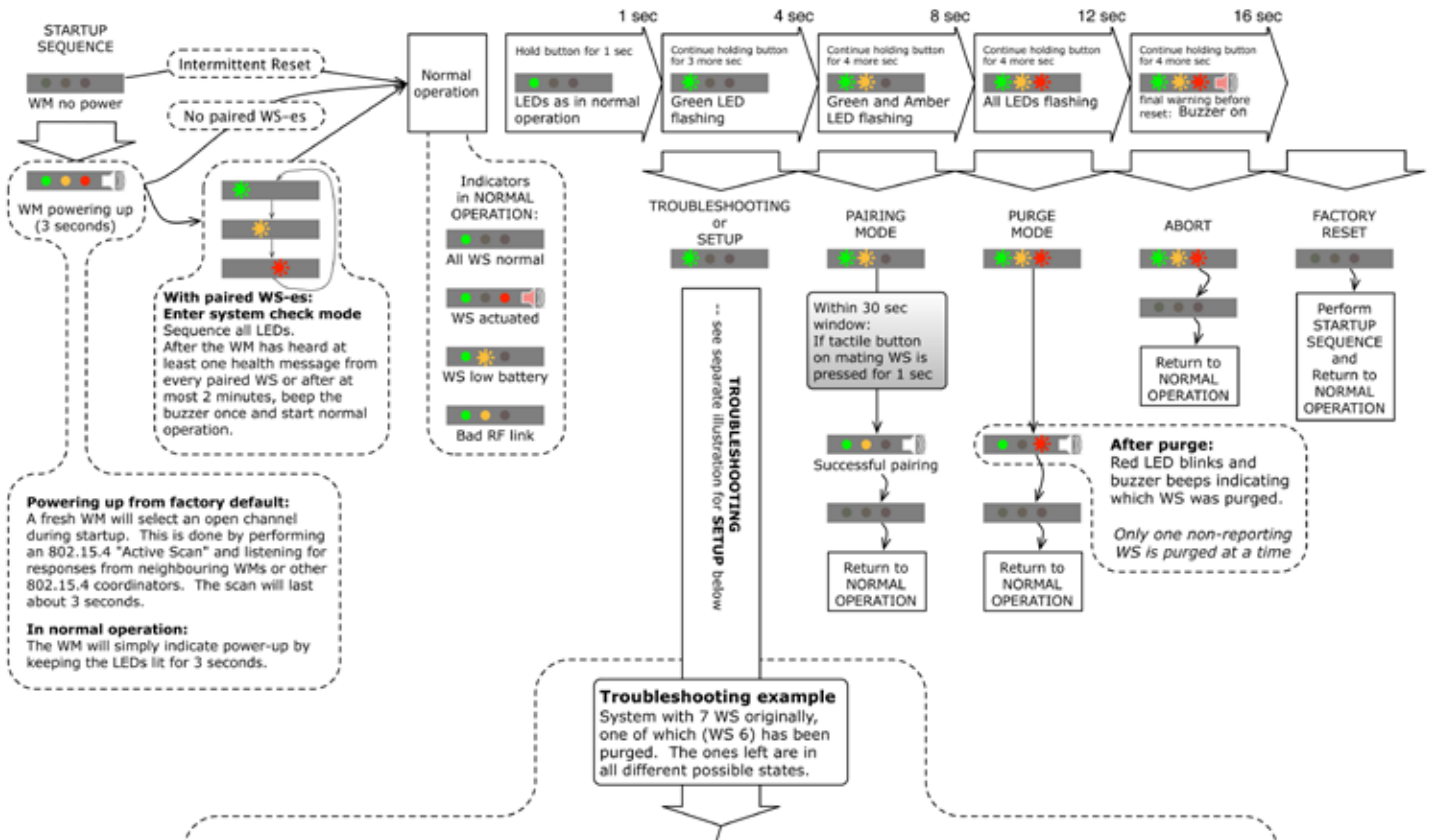 1 sec
4 sec
8 sec
12 sec
16 sec
STARTUP
SEQUENCE
WM no power
Intermittent Reset
No paired WS-es
Normal
operation
Hold button for 1 sec
LEDs as in normal
operation
Continue holding button
for 3 more sec
Green LED
flashing
Continue holding button
for 4 more sec
Green and Amber
LED flashing
Continue holding button
for 4 more sec
All LEDs flashing
Continue holding button
for 4 more sec
final warning before
reset: Buzzer on
WM powering up
(3 seconds)
With paired WS-es:
Enter system check mode
Sequence all LEDs.
After the WM has heard at
least one health message from
every paired WS or after at
most 2 minutes, beep the
buzzer once and start normal
operation.
Indicators
in NORMAL
OPERATION:
All WS normal
WS actuated
WS low battery
Bad RF link
TROUBLESHOOTING
or
SETUP
TROUBLESHOOTING
-- see separate illustration for SETUP below
PAIRING
MODE
Within 30 sec
window:
If tactile button
on mating WS is
pressed for 1 sec
Successful pairing
Return to
NORMAL
OPERATION
PURGE
MODE
Return to
NORMAL
OPERATION
After purge:
Red LED blinks and
buzzer beeps indicating
which WS was purged.
Only one non-reporting
WS is purged at a time
ABORT
Return to
NORMAL
OPERATION
FACTORY
RESET
Perform
STARTUP
SEQUENCE
and
Return to
NORMAL
OPERATION
Powering up from factory default:
A fresh WM will select an open channel
during startup. This is done by performing
an 802.15.4 "Active Scan" and listening for
responses from neighbouring WMs or other
802.15.4 coordinators. The scan will last
about 3 seconds.
In normal operation:
The WM will simply indicate power-up by
keeping the LEDs lit for 3 seconds.
Troubleshooting example
System with 7 WS originally,
one of which (WS 6) has been
purged. The ones left are in
all different possible states.